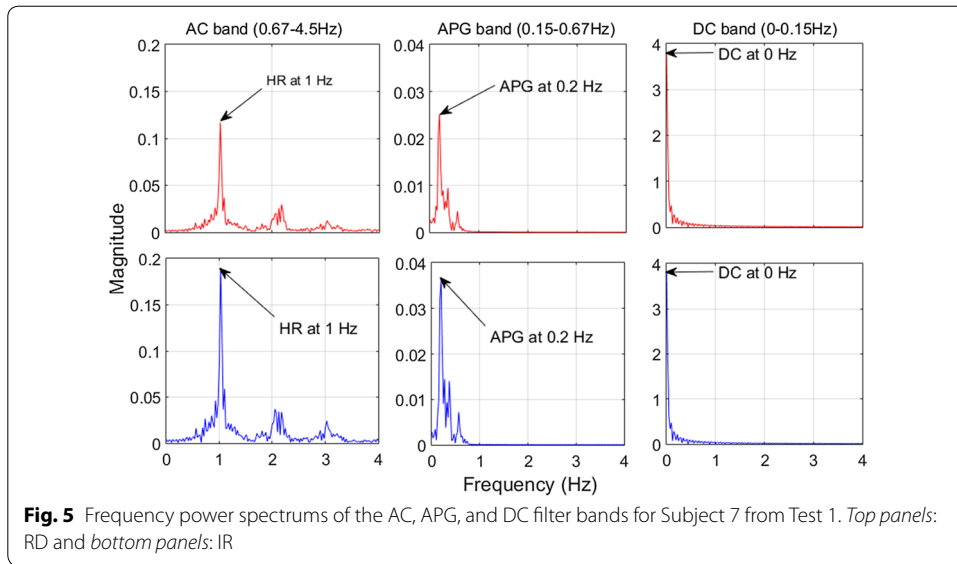 AC band (0.67-4.5Hz)
APG band (0.15-0.67Hz)
DC band (0-0.15Hz)
0.2
0.15
0.1
0.05
0
HR at 1 Hz
0.04
0.03
0.02
0.01
0
APG at 0.2 Hz
4
3
2
1
0
DC at 0 Hz
Magnitude
0.2
0.15
0.1
0.05
0
HR at 1 Hz
0 1 2 3 4
0.04
0.03
0.02
0.01
0
APG at 0.2 Hz
0 1 2 3 4
4
3
2
1
0
DC at 0 Hz
0 1 2 3 4
Frequency (Hz)
Fig. 5 Frequency power spectrums of the AC, APG, and DC filter bands for Subject 7 from Test 1. Top panels:
RD and bottom panels: IR